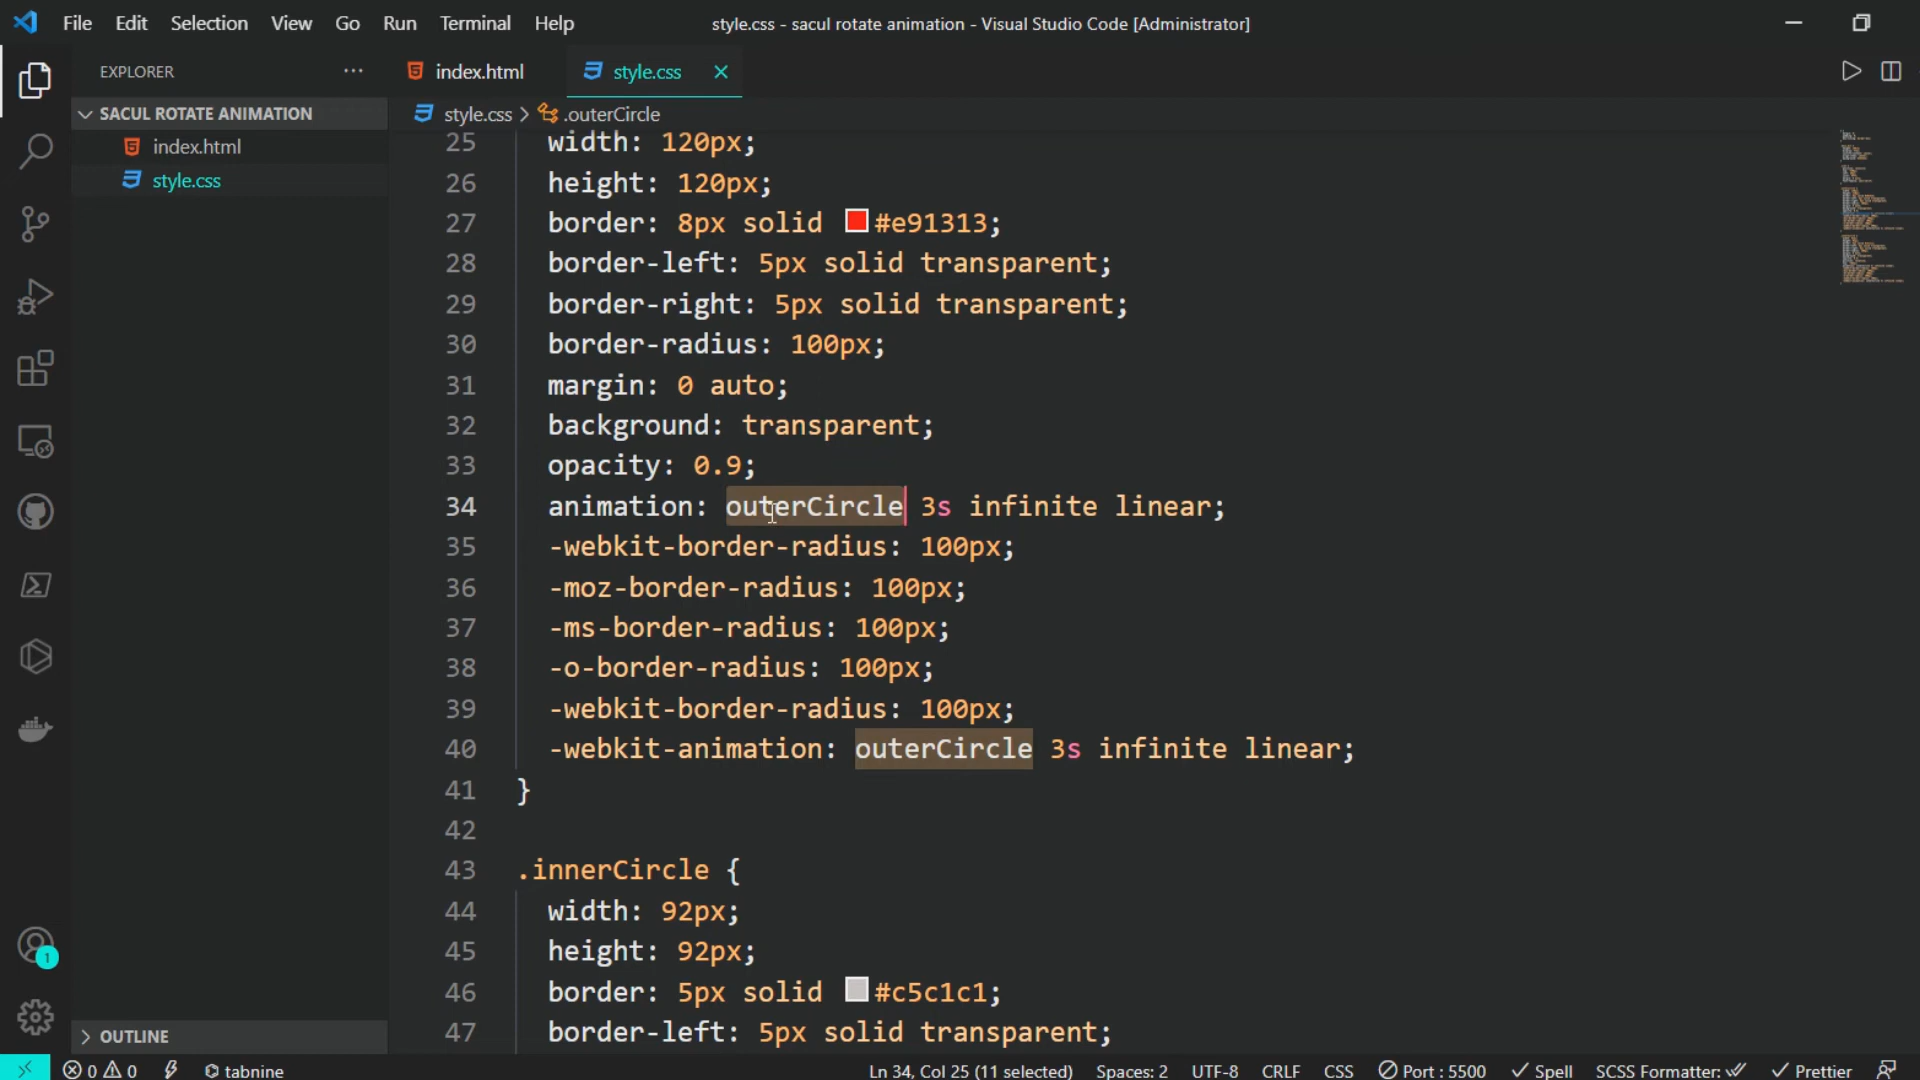 File Edit Selection View Go Run Terminal Help
style.css - sacul rotate animation - Visual Studio Code [Administrator]
EXPLORER
index.html
style.css
SACUL ROTATE ANIMATION
index.html
style.css
OUTLINE
style.css > .outerCircle
25 width: 120px;
26 height: 120px;
27 border: 8px solid #e91313;
28 border-left: 5px solid transparent;
29 border-right: 5px solid transparent;
30 border-radius: 100px;
31 margin: 0 auto;
32 background: transparent;
33 opacity: 0.9;
34 animation: outerCircle 3s infinite linear;
35 -webkit-border-radius: 100px;
36 -moz-border-radius: 100px;
37 -ms-border-radius: 100px;
38 -o-border-radius: 100px;
39 -webkit-border-radius: 100px;
40 -webkit-animation: outerCircle 3s infinite linear;
41 }
42
43 .innerCircle {
44 width: 92px;
45 height: 92px;
46 border: 5px solid #c5c1c1;
47 border-left: 5px solid transparent;
1
0 0 tabnine Ln 34, Col 25 (11 selected) Spaces: 2 UTF-8 CRLF CSS Port : 5500 Spell SCSS Formatter: Prettier